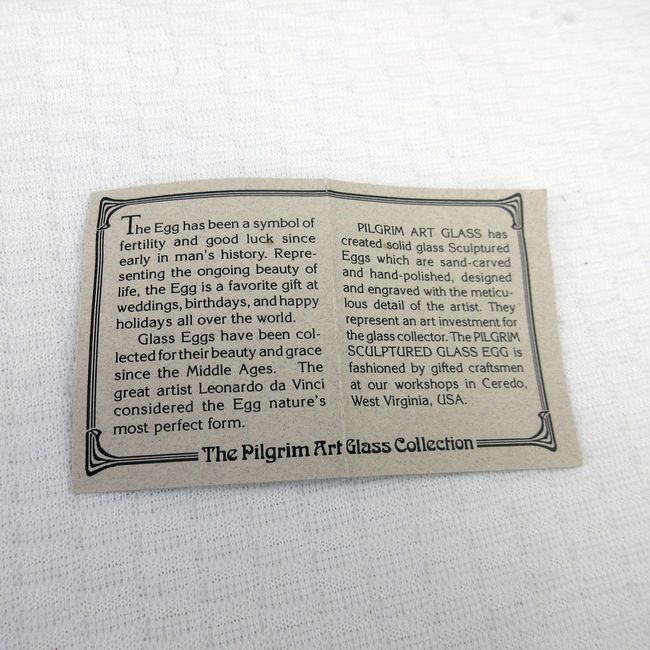 The Egg has been a symbol of
fertility and good luck since
early in man's history. Repre-
senting the ongoing beauty of
life, the Egg is a favorite gift at
weddings, birthdays, and happy
holidays all over the world.
Glass Eggs have been col-
lected for their beauty and grace
since the Middle Ages. The
great artist Leonardo da Vinci
considered the Egg nature's
most perfect form.
PILGRIM ART GLASS has
created solid glass Sculptured
Eggs which are sand-carved
and hand-polished, designed
and engraved with the meticu-
lous detail of the artist. They
represent an art investment for
the glass collector. The PILGRIM
SCULPTURED GLASS EGG is
fashioned by gifted craftsmen
at our workshops in Ceredo,
West Virginia, USA.
The Pilgrim Art Glass Collection